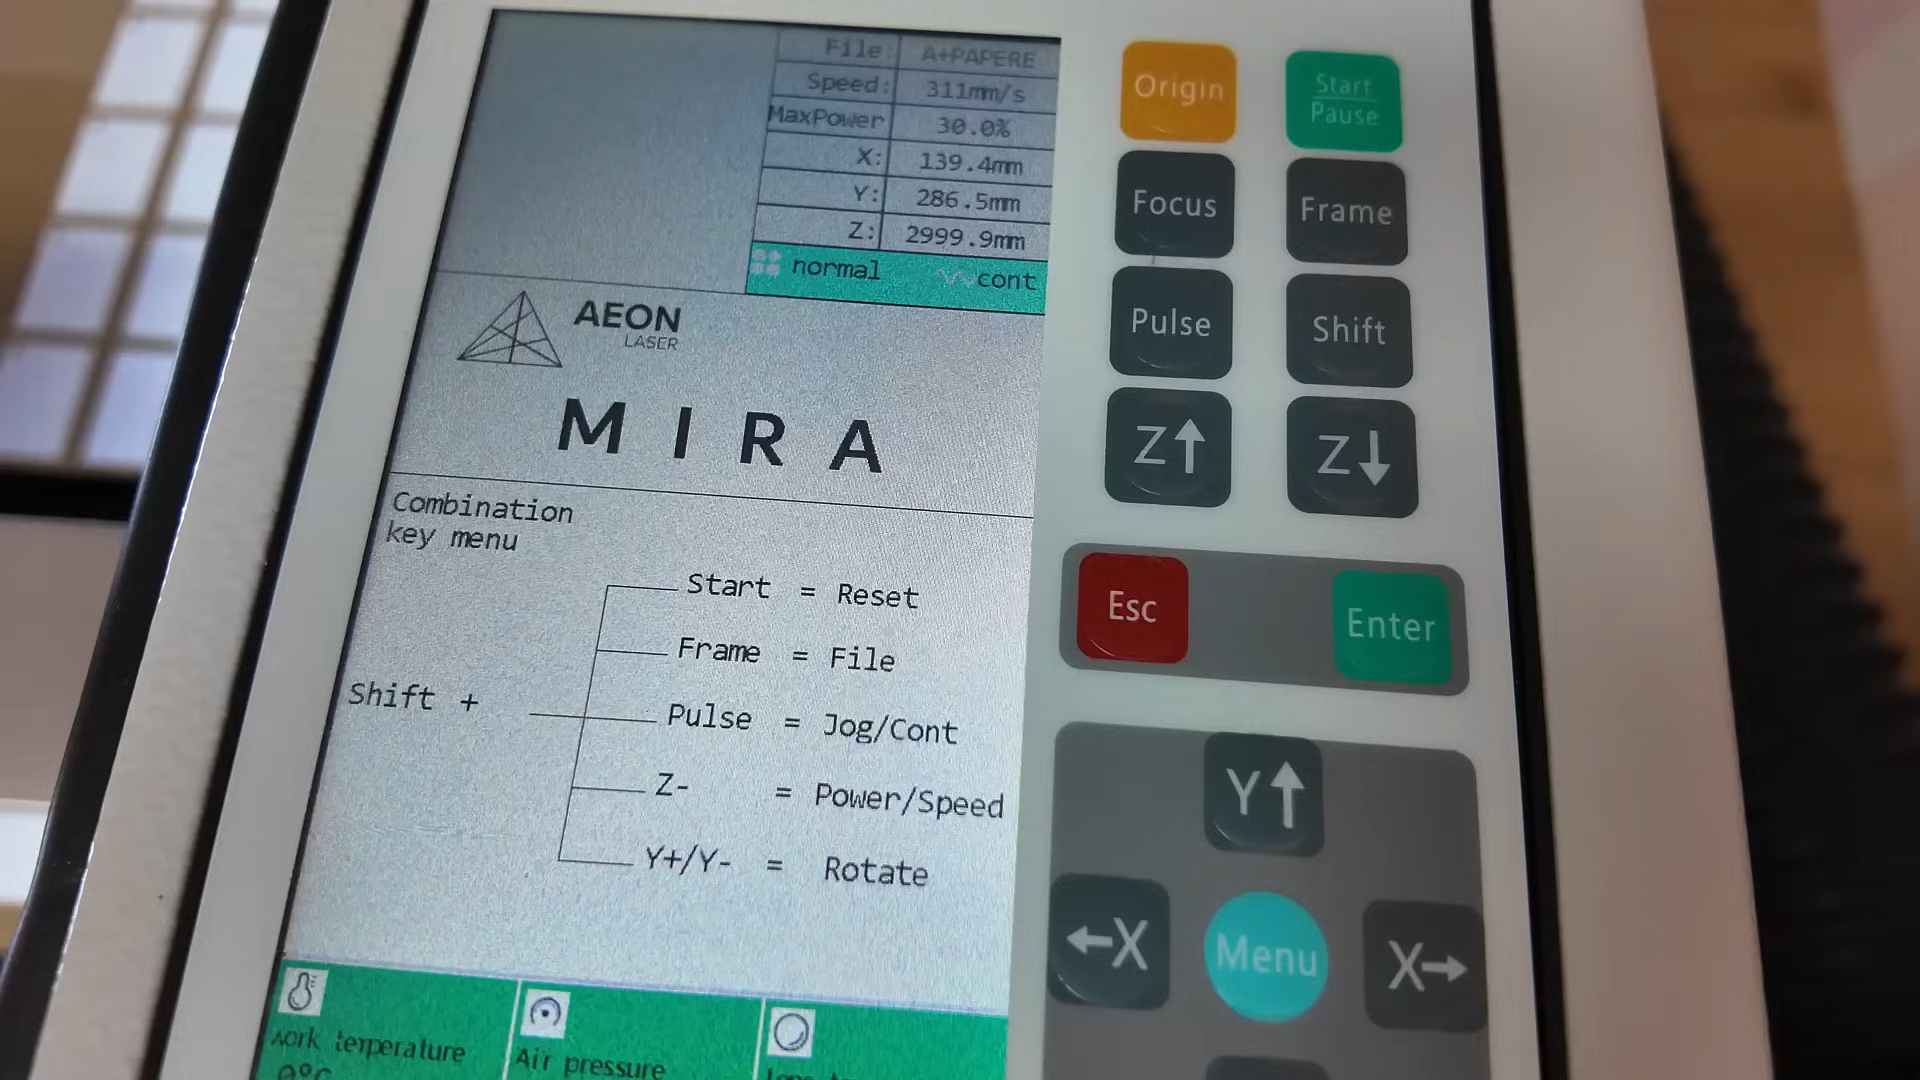 File: A+PAPERE
Speed: 311mm/s
MaxPower 30.0%
X: 139.4mm
Y: 286.5mm
Z: 2999.9mm
normal cont
AEON
LASER
MIRA
Combination
key menu
Shift +
Start = Reset
Frame = File
Pulse = Jog/Cont
Z- = Power/Speed
Y+/Y- = Rotate
temperature
0°C
Air pressure
Origin
Start
Pause
Focus
Frame
Pulse
Shift
Z↑
Z↓
Esc
Enter
Y↑
←X
Menu
X→